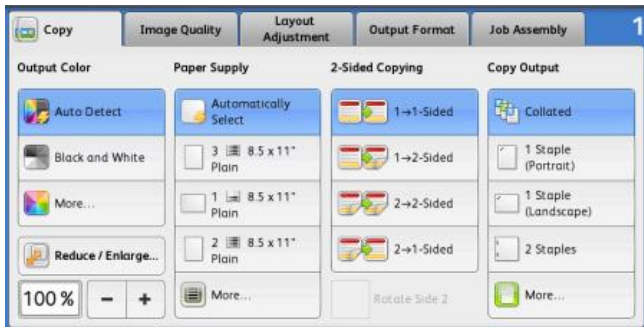 Copy
Image Quality
Layout
Adjustment
Output Format
Job Assembly
1
Output Color
Auto Detect
Black and White
More...
Reduce / Enlarge...
100 %
-
+
Paper Supply
Automatically
Select
3 8.5 x 11"
Plain
1 8.5 x 11"
Plain
2 8.5 x 11"
Plain
More...
2-Sided Copying
1→1-Sided
1→2-Sided
2→2-Sided
2→1-Sided
Rotate Side 2
Copy Output
Collated
1 Staple
(Portrait)
1 Staple
(Landscape)
2 Staples
More...